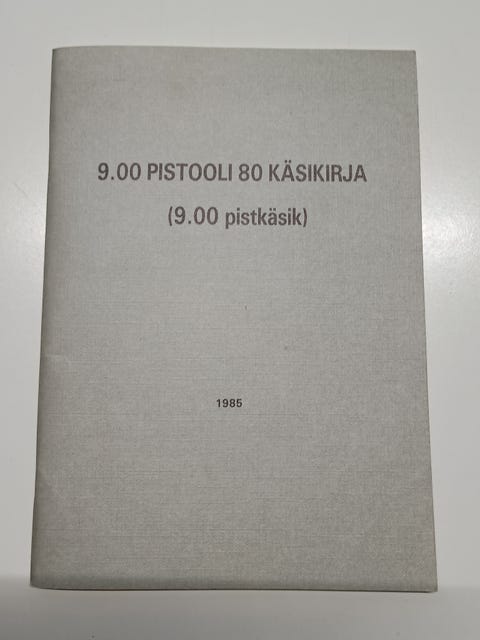 9.00 PISTOOLI 80 KÄSIKIRJA
(9.00 pistkäsik)
1985